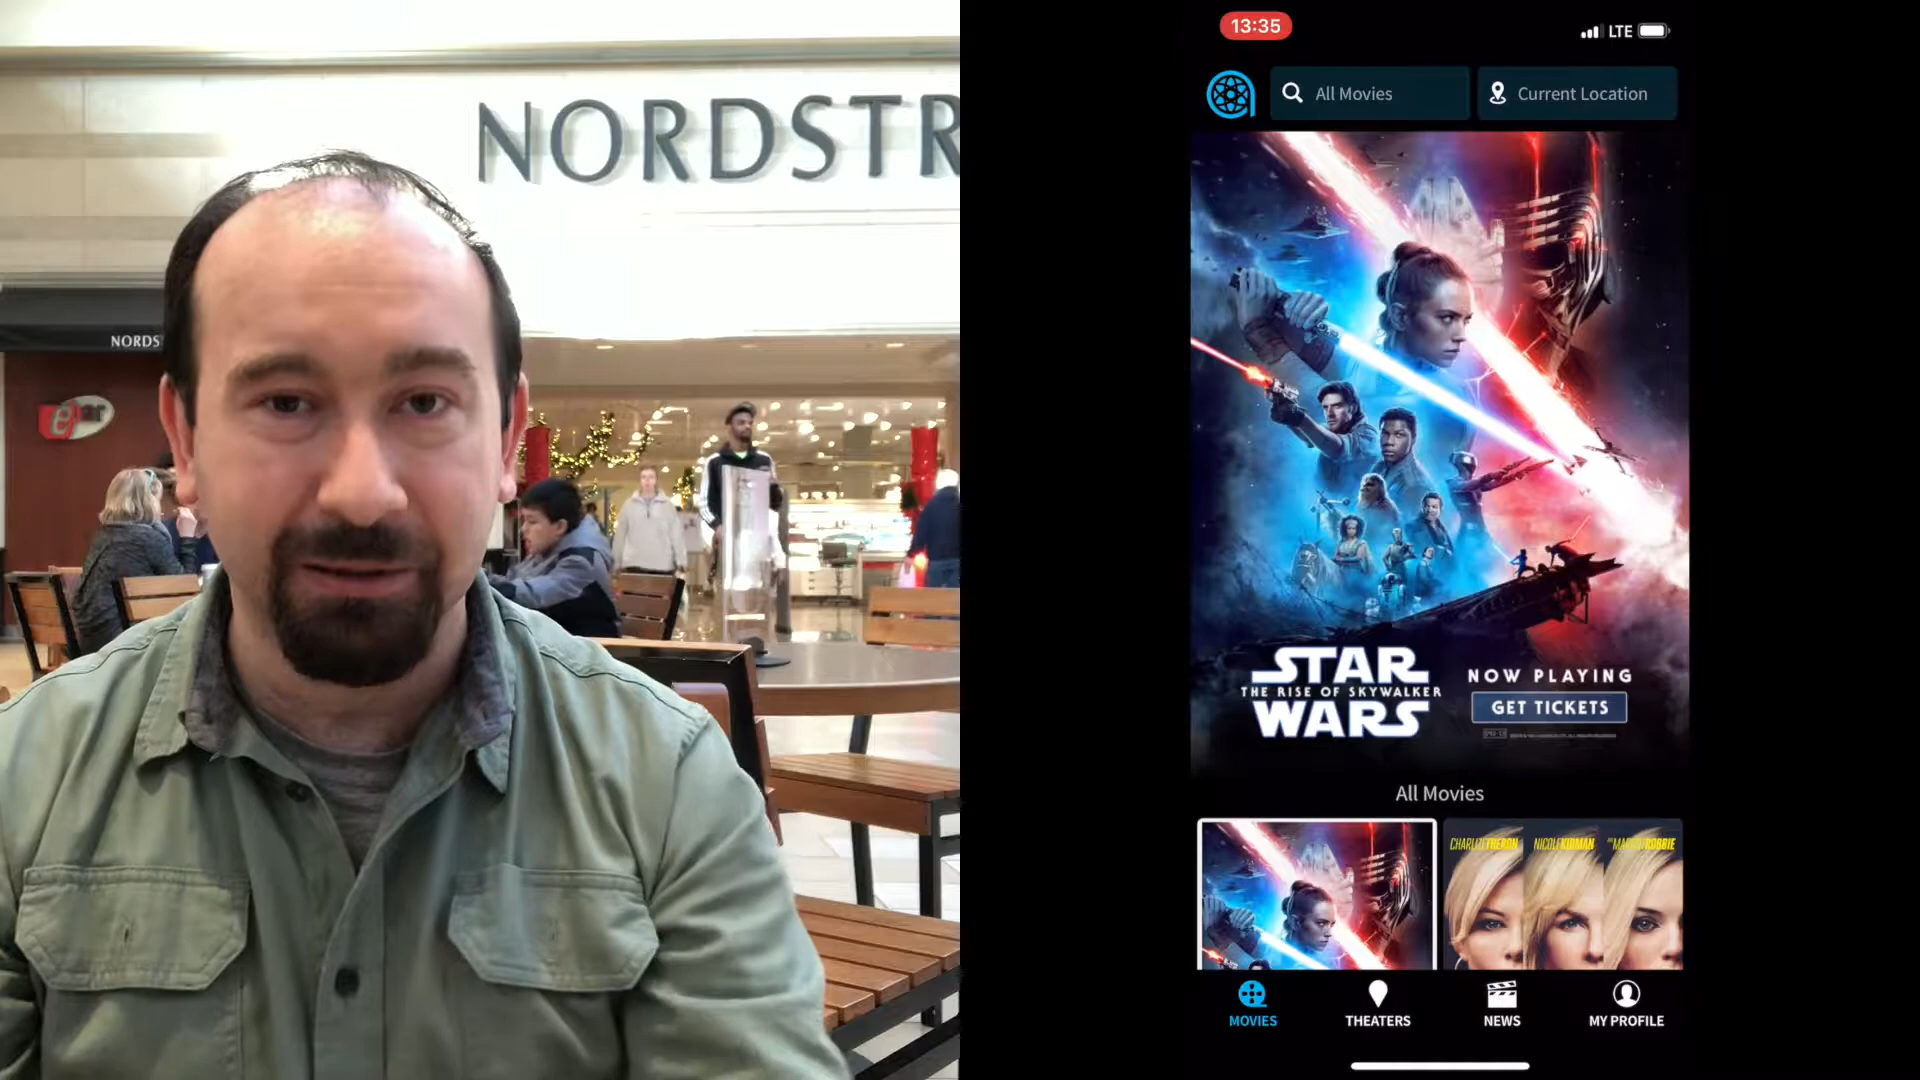 NORDSTR
NORDS
e bar
13:35
LTE
All Movies
Current Location
STAR
THE RISE OF SKYWALKER
WARS
NOW PLAYING
GET TICKETS
All Movies
CHARLIZE THERON
NICOLE KIDMAN
MARGOT ROBBIE
MOVIES
THEATERS
NEWS
MY PROFILE